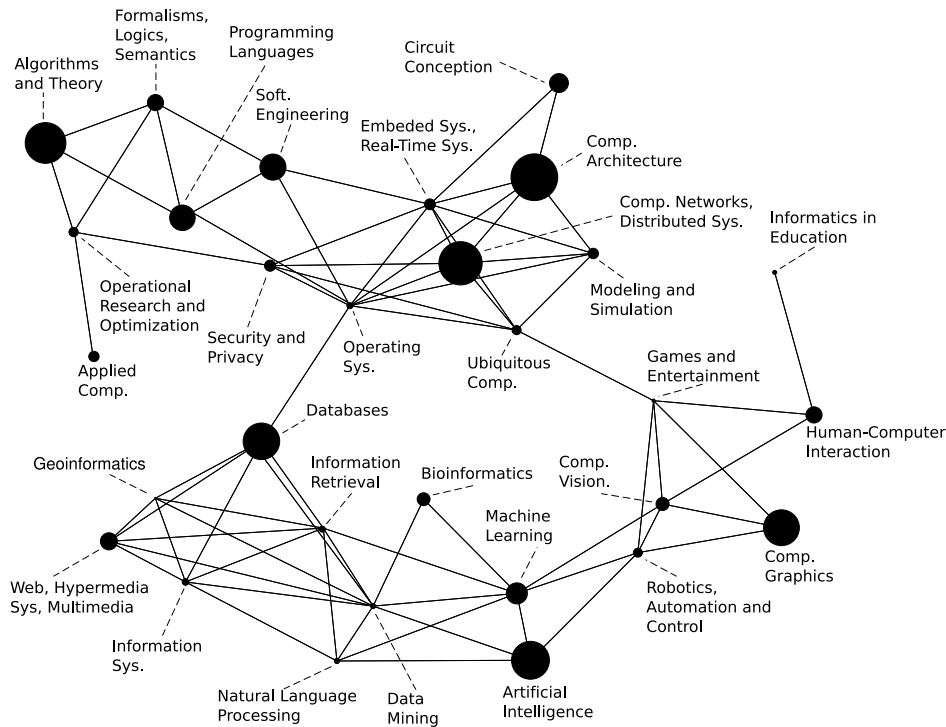 Formalisms,
Logics,
Semantics
Programming
Languages
Circuit
Conception
Algorithms
and Theory
Soft.
Engineering
Embeded Sys.,
Real-Time Sys.
Comp.
Architecture
Comp. Networks,
Distributed Sys.
Informatics in
Education
Operational
Research and
Optimization
Security and
Privacy
Operating
Sys.
Ubiquitous
Comp.
Modeling and
Simulation
Applied
Comp.
Games and
Entertainment
Databases
Human-Computer
Interaction
Geoinformatics
Information
Retrieval
Bioinformatics
Comp.
Vision.
Machine
Learning
Web, Hypermedia
Sys, Multimedia
Comp.
Graphics
Robotics,
Automation and
Control
Information
Sys.
Natural Language
Processing
Data
Mining
Artificial
Intelligence